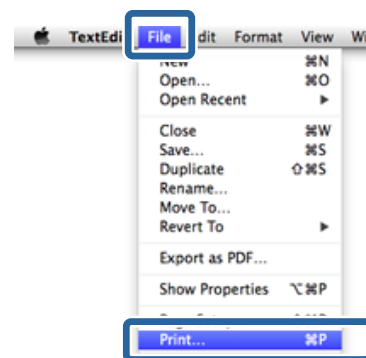 TextEdi File dit Format View Wi
New ⌘N
Open... ⌘O
Open Recent ▶
Close ⌘W
Save... ⌘S
Duplicate ⇧⌘S
Rename...
Move To...
Revert To ▶
Export as PDF...
Show Properties ⌥⌘P
Print... ⌘P